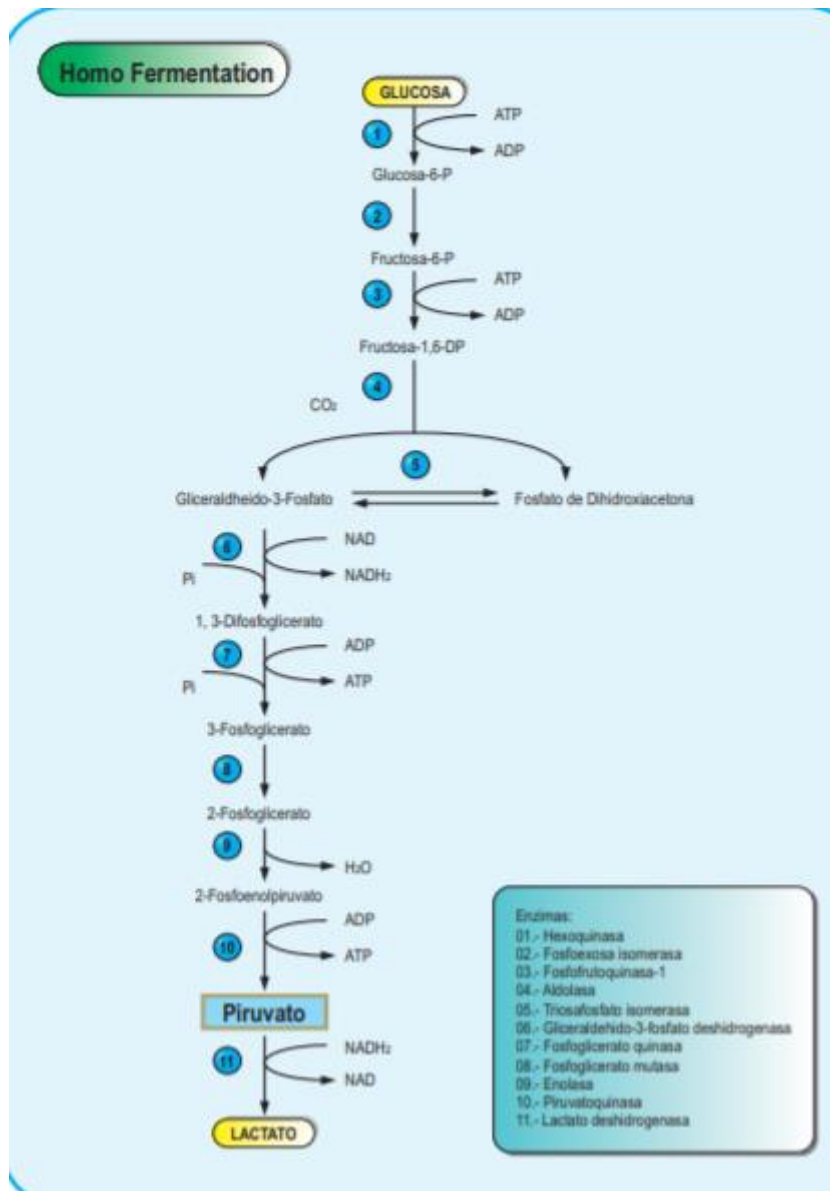 Homo Fermentation
GLUCOSA
ATP
1
ADP
Glucosa-6-P
2
Fructosa-6-P
ATP
3
ADP
Fructosa-1,6-DP
4
CO₂
5
Gliceraldheido-3-Fosfato
Fosfato de Dihidroxiacetona
NAD
6
Pi
NADH₂
1, 3-Difosfoglicerato
ADP
7
Pi
ATP
3-Fosfoglicerato
8
2-Fosfoglicerato
9
H₂O
2-Fosfoenolpiruvato
ADP
10
ATP
Piruvato
NADH₂
11
NAD
LACTATO
Enzimas:
01.- Hexoquinasa
02.- Fosfoexosa isomerasa
03.- Fosfofrutoquinasa-1
04.- Aldolasa
05.- Triosafosfato isomerasa
06.- Gliceraldehido-3-fosfato deshidrogenasa
07.- Fosfoglicerato quinasa
08.- Fosfoglicerato mutasa
09.- Enolasa
10.- Piruvatoquinasa
11.- Lactato deshidrogenasa